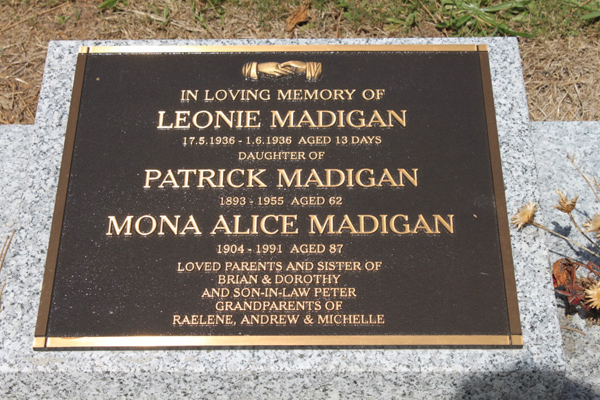 IN LOVING MEMORY OF
LEONIE MADIGAN
17.5.1936 - 1.6.1936 AGED 13 DAYS
DAUGHTER OF
PATRICK MADIGAN
1893 - 1955 AGED 62
MONA ALICE MADIGAN
1904 - 1991 AGED 87
LOVED PARENTS AND SISTER OF
BRIAN & DOROTHY
AND SON-IN-LAW PETER
GRANDPARENTS OF
RAELENE, ANDREW & MICHELLE